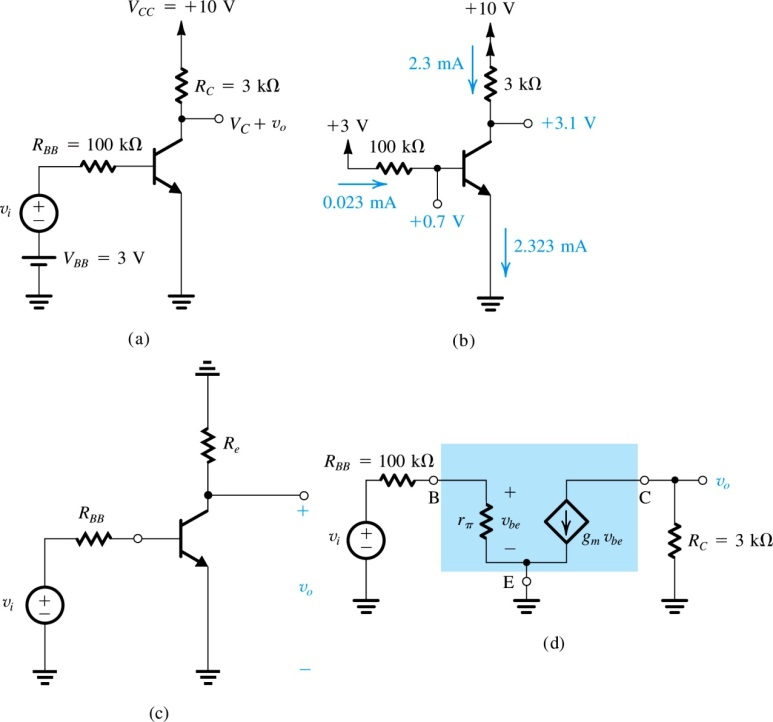 V_CC = +10 V
R_C = 3 kΩ
V_C + v_o
R_BB = 100 kΩ
v_i
+
−
V_BB = 3 V
(a)
+10 V
2.3 mA
3 kΩ
+3.1 V
+3 V
100 kΩ
0.023 mA
+0.7 V
2.323 mA
(b)
R_e
R_BB
+
v_i
+
−
v_o
−
(c)
R_BB = 100 kΩ
B
C
v_o
+
r_π
v_be
−
g_m v_be
v_i
+
−
R_C = 3 kΩ
E
(d)